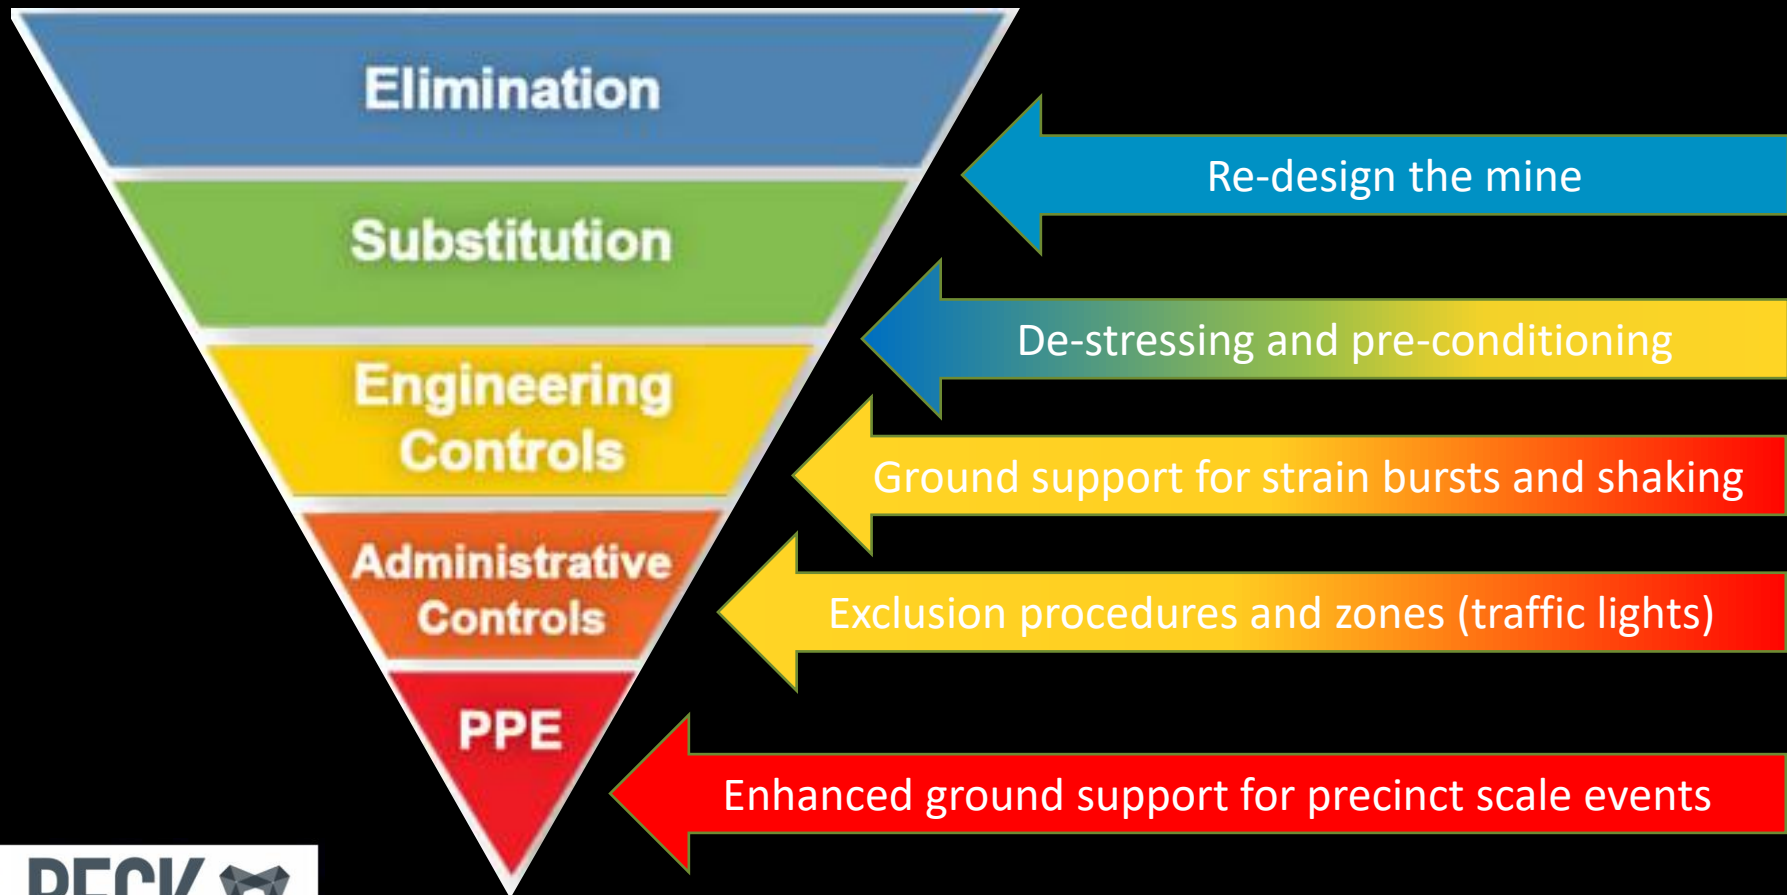 Elimination
Re-design the mine
Substitution
De-stressing and pre-conditioning
Engineering
Controls
Ground support for strain bursts and shaking
Administrative
Controls
Exclusion procedures and zones (traffic lights)
PPE
Enhanced ground support for precinct scale events
BECK